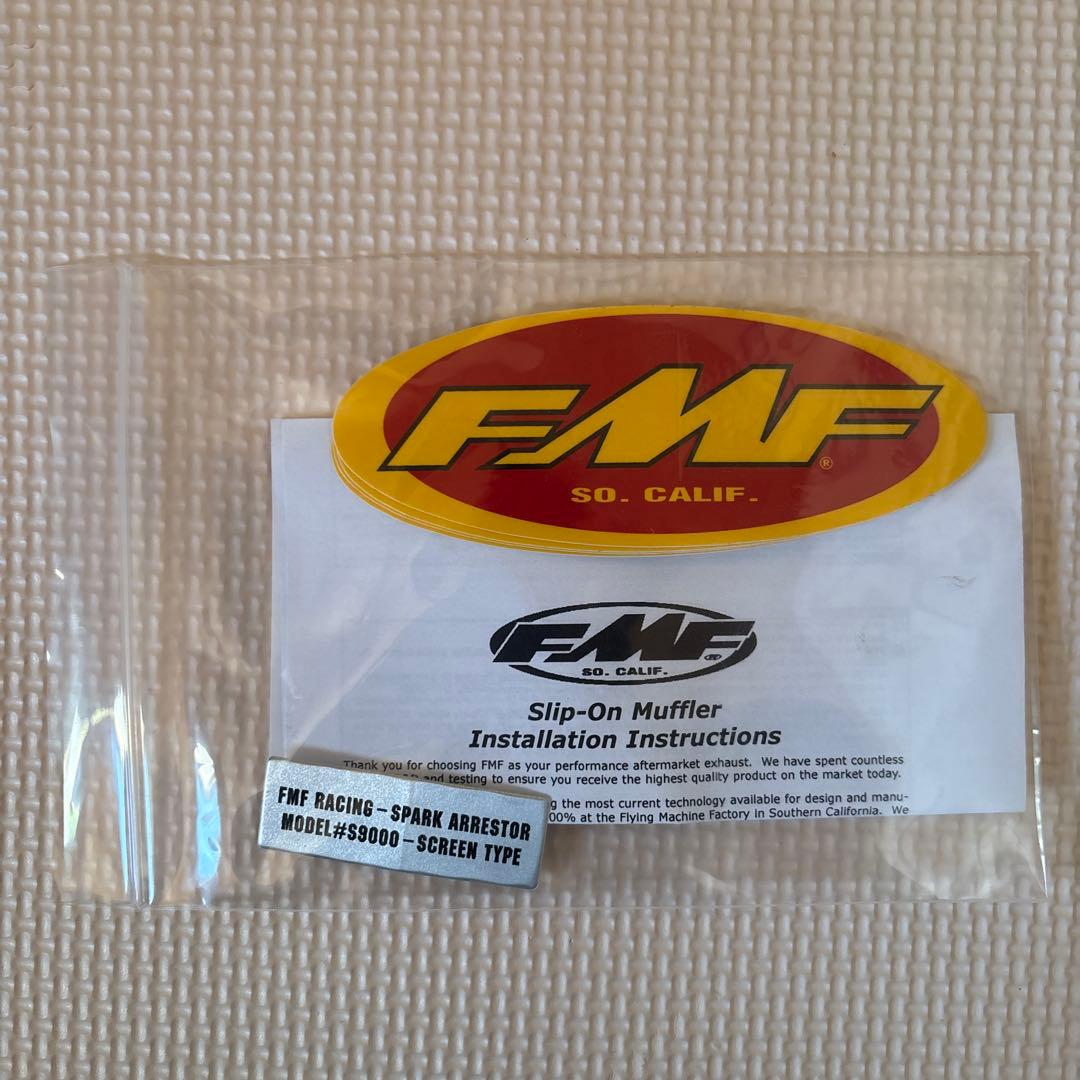 FMF®
SO. CALIF.
FMF®
SO. CALIF.
Slip-On Muffler
Installation Instructions
Thank you for choosing FMF as your performance aftermarket exhaust. We have spent countless
and testing to ensure you receive the highest quality product on the market today.
the most current technology available for design and manu-
00% at the Flying Machine Factory in Southern California. We
FMF RACING-SPARK ARRESTOR
MODEL#S9000-SCREEN TYPE